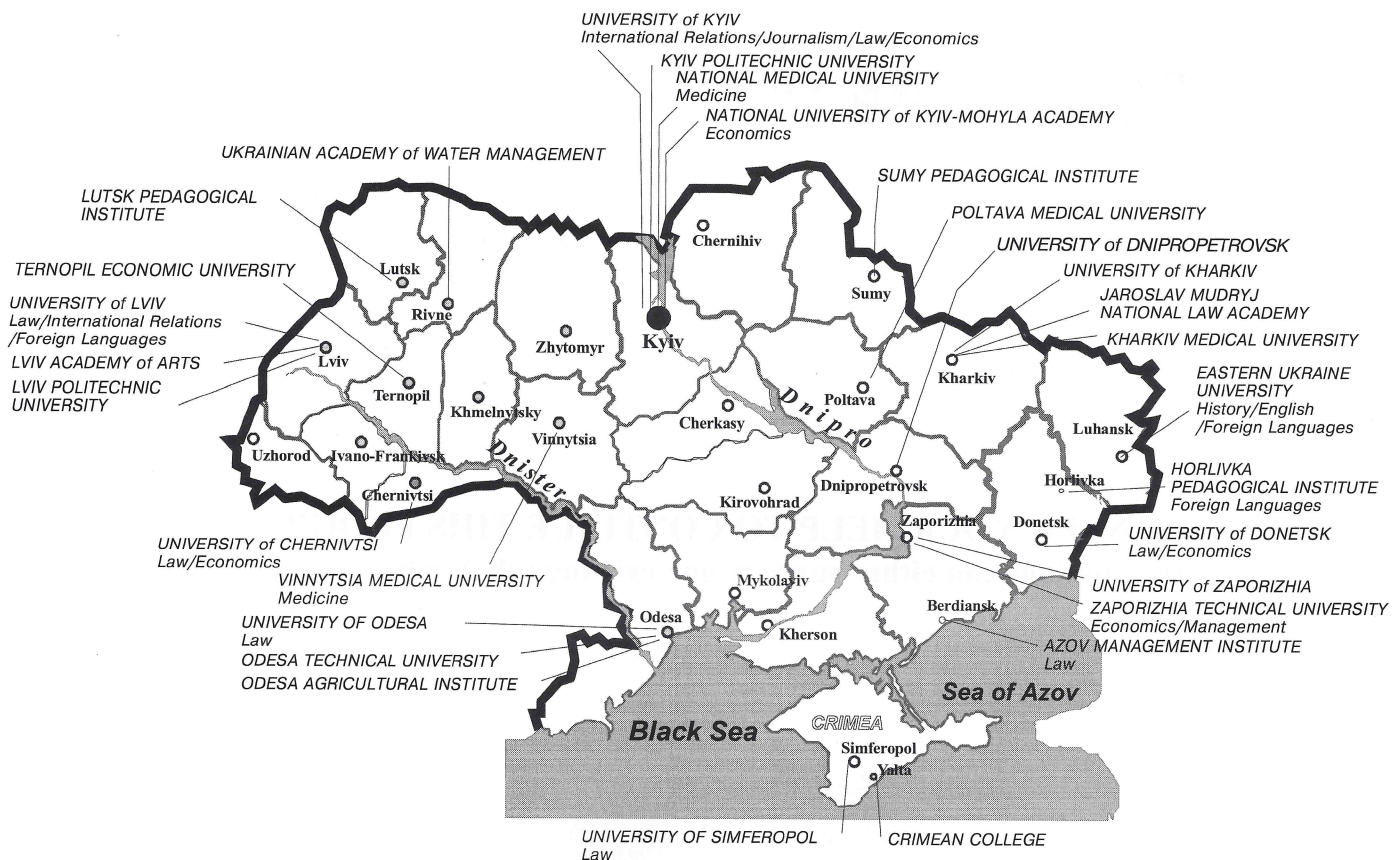 UNIVERSITY of KYIV
International Relations/Journalism/Law/Economics
KYIV POLITECHNIC UNIVERSITY
NATIONAL MEDICAL UNIVERSITY
Medicine
NATIONAL UNIVERSITY of KYIV-MOHYLA ACADEMY
Economics
UKRAINIAN ACADEMY of WATER MANAGEMENT
LUTSK PEDAGOGICAL
INSTITUTE
TERNOPIL ECONOMIC UNIVERSITY
UNIVERSITY of LVIV
Law/International Relations
/Foreign Languages
LVIV ACADEMY of ARTS
LVIV POLITECHNIC
UNIVERSITY
SUMY PEDAGOGICAL INSTITUTE
POLTAVA MEDICAL UNIVERSITY
UNIVERSITY of DNIPROPETROVSK
UNIVERSITY of KHARKIV
JAROSLAV MUDRYJ
NATIONAL LAW ACADEMY
KHARKIV MEDICAL UNIVERSITY
EASTERN UKRAINE
UNIVERSITY
History/English
/Foreign Languages
HORLIVKA
PEDAGOGICAL INSTITUTE
Foreign Languages
UNIVERSITY of DONETSK
Law/Economics
UNIVERSITY of ZAPORIZHIA
ZAPORIZHIA TECHNICAL UNIVERSITY
Economics/Management
AZOV MANAGEMENT INSTITUTE
Law
Chernihiv
Lutsk
Rivne
Sumy
Kyiv
Zhytomyr
Lviv
Ternopil
Khmelnytsky
Vinnytsia
Cherkasy
Dnipro
Poltava
Kharkiv
Luhansk
Uzhorod
Ivano-Frankivsk
Chernivtsi
Dnister
Kirovohrad
Dnipropetrovsk
Horlivka
Zaporizhia
Donetsk
Mykolayiv
Berdiansk
Odesa
Kherson
UNIVERSITY of CHERNIVTSI
Law/Economics
VINNYTSIA MEDICAL UNIVERSITY
Medicine
UNIVERSITY OF ODESA
Law
ODESA TECHNICAL UNIVERSITY
ODESA AGRICULTURAL INSTITUTE
Black Sea
Sea of Azov
CRIMEA
Simferopol
Yalta
UNIVERSITY OF SIMFEROPOL
Law
CRIMEAN COLLEGE